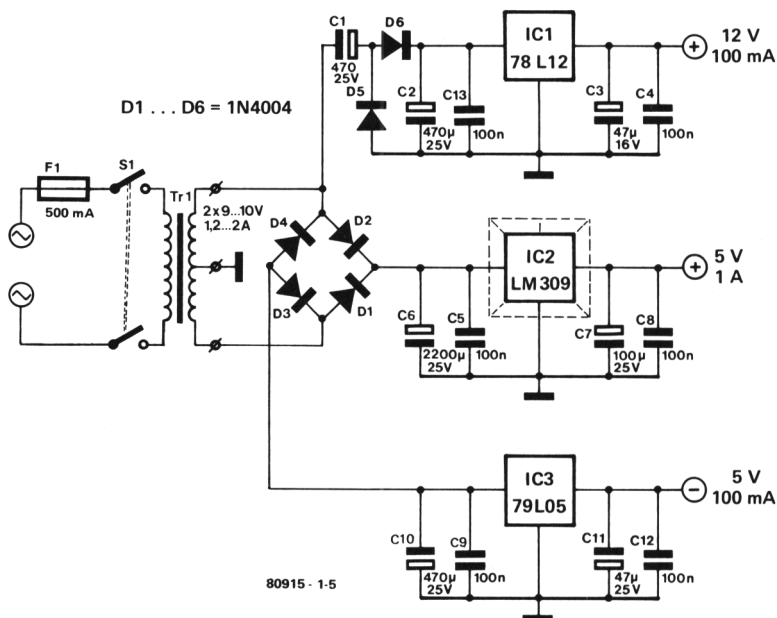 C1
D6
470
25V
D5
C2
470µ
25V
C13
100n
IC1
78 L12
C3
47µ
16V
C4
100n
+
12 V
100 mA
D1 . . . D6 = 1N4004
F1
500 mA
S1
Tr1
2x9...10V
1,2...2A
D4
D2
D3
D1
C6
2200µ
25V
C5
100n
IC2
LM 309
C7
100µ
25V
C8
100n
+
5 V
1 A
C10
470µ
25V
C9
100n
IC3
79L05
C11
47µ
25V
C12
100n
−
5 V
100 mA
80915 - 1-5